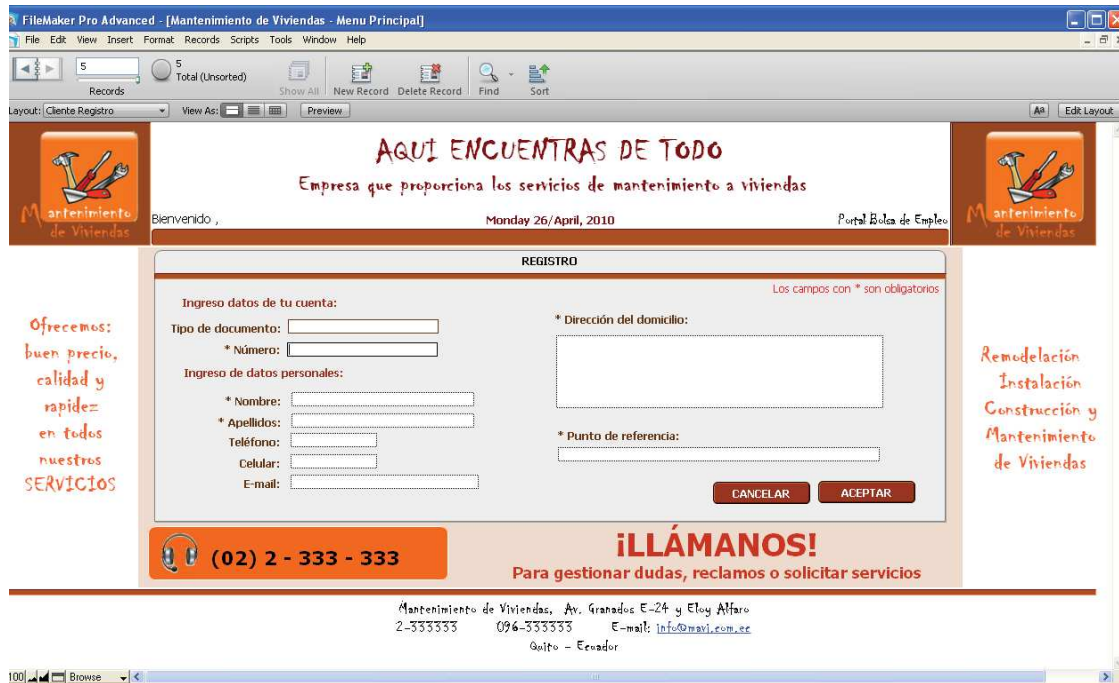 FileMaker Pro Advanced - [Mantenimiento de Viviendas - Menu Principal]
File Edit View Insert Format Records Scripts Tools Window Help
5
Records
5
Total (Unsorted)
Show All New Record Delete Record Find Sort
Layout: Cliente Registro View As: Preview Aa Edit Layout
Mantenimiento
de Viviendas
AQUI ENCUENTRAS DE TODO
Empresa que proporciona los servicios de mantenimiento a viviendas
Bienvenido , Monday 26/April, 2010 Portal Bolsa de Empleo
Mantenimiento
de Viviendas
REGISTRO
Los campos con * son obligatorios
Ingreso datos de tu cuenta:
Tipo de documento:
* Número:
Ingreso de datos personales:
* Nombre:
* Apellidos:
Teléfono:
Celular:
E-mail:
* Dirección del domicilio:
* Punto de referencia:
CANCELAR ACEPTAR
Ofrecemos:
buen precio,
calidad y
rapidez
en todos
nuestros
SERVICIOS
Remodelación
Instalación
Construcción y
Mantenimiento
de Viviendas
(02) 2 - 333 - 333
¡LLÁMANOS!
Para gestionar dudas, reclamos o solicitar servicios
Mantenimiento de Viviendas, Av. Granados E-24 y Eloy Alfaro
2-333333 096-333333 E-mail: info@mavi.com.ec
Quito - Ecuador
100 Browse